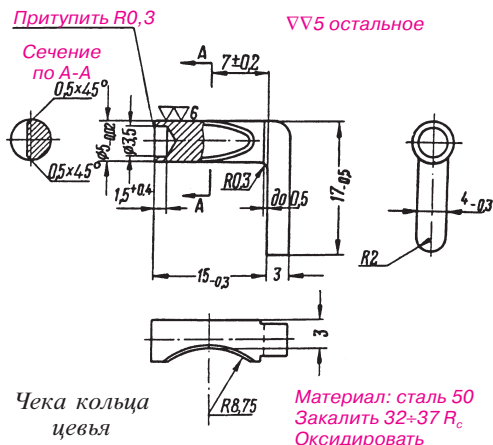 Притупить R0,3
∇∇5 остальное
Сечение
по А-А
А
7±0,2
0,5×45°
∇∇∇6
⌀5-0,02
⌀3,5
0,5×45°
1,5+0,4
А
R0,3
до 0,5
17-0,5
4-0,3
R2
15-0,3
3
3
R8,75
Чека кольца
цевья
Материал: сталь 50
Закалить 32÷37 Rc
Оксидировать